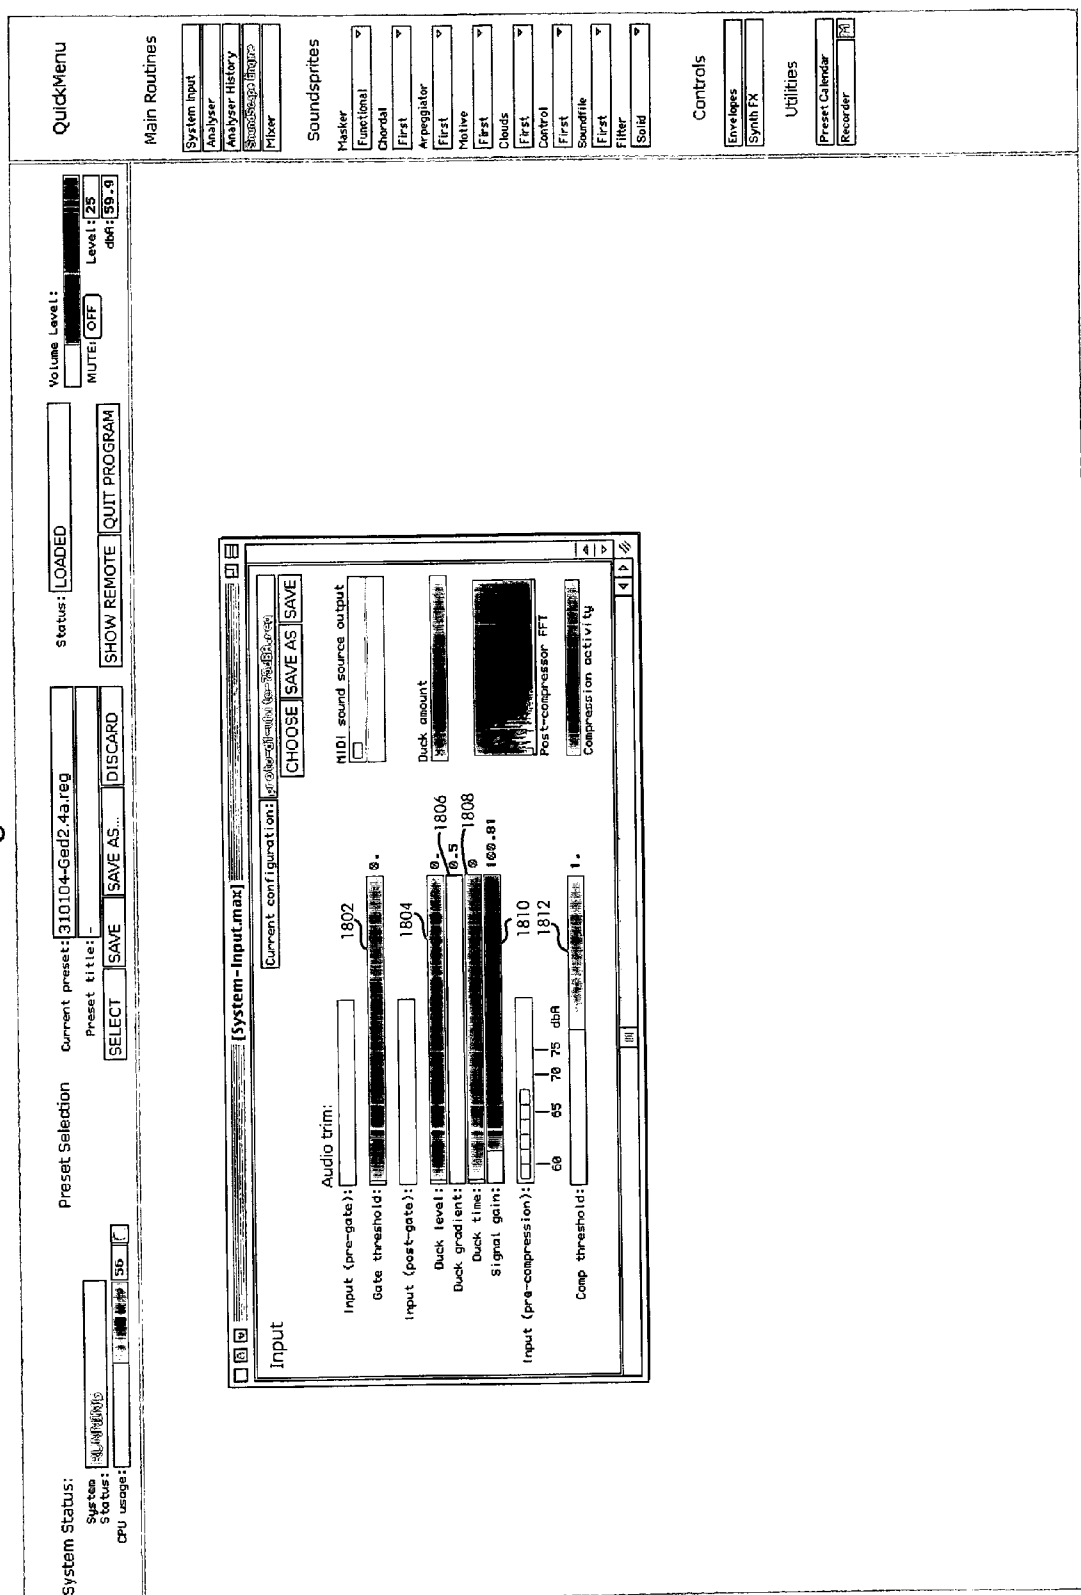 System Status:
System
Status: RUNNING
CPU usage: 56
Preset Selection
Current preset: 310104-Ged2.4a.reg
Preset title: -
SELECT SAVE SAVE AS... DISCARD
Status: LOADED
SHOW REMOTE QUIT PROGRAM
Volume Level:
MUTE: OFF Level: 25
dbA: 59.9
QuickMenu
Main Routines
System Input
Analyser
Analyser History
SoundScape Engine
Mixer
Soundsprites
Masker
Functional
Chordal
First
Arpeggiator
First
Motive
First
Clouds
First
Control
First
Soundfile
First
Filter
Solid
Controls
Envelopes
Synth FX
Utilities
Preset Calendar
Recorder
[System-Input.max]
Input
Current configuration:
CHOOSE SAVE AS SAVE
Audio trim:
Input (pre-gate):
1802
Gate threshold: 0.
Input (post-gate):
1804
Duck level: 0.
1806
Duck gradient: 0.5
1808
Duck time: 0
Signal gain: 100.81
1810
Input (pre-compression):
60 65 70 75 dbA
1812
Comp threshold: 1.
MIDI sound source output
Duck amount
Post-compressor FFT
Compression activity